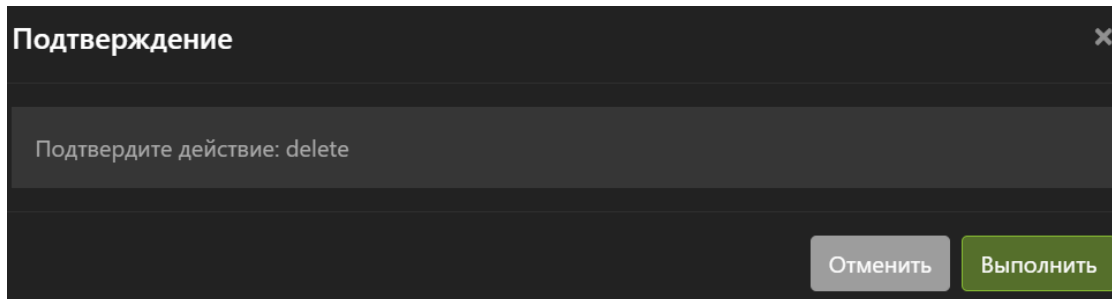 Подтверждение
Подтвердите действие: delete
Отменить Выполнить